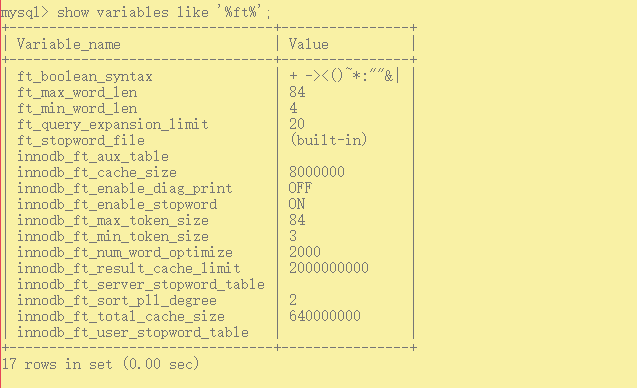 mysql> show variables like '%ft%';
+---------------------------------+----------------+
| Variable_name                   | Value          |
+---------------------------------+----------------+
| ft_boolean_syntax               | + -><()~*:""&| |
| ft_max_word_len                 | 84             |
| ft_min_word_len                 | 4              |
| ft_query_expansion_limit        | 20             |
| ft_stopword_file                | (built-in)     |
| innodb_ft_aux_table             |                |
| innodb_ft_cache_size            | 8000000        |
| innodb_ft_enable_diag_print     | OFF            |
| innodb_ft_enable_stopword       | ON             |
| innodb_ft_max_token_size        | 84             |
| innodb_ft_min_token_size        | 3              |
| innodb_ft_num_word_optimize     | 2000           |
| innodb_ft_result_cache_limit    | 2000000000     |
| innodb_ft_server_stopword_table |                |
| innodb_ft_sort_pll_degree       | 2              |
| innodb_ft_total_cache_size      | 640000000      |
| innodb_ft_user_stopword_table   |                |
+---------------------------------+----------------+
17 rows in set (0.00 sec)